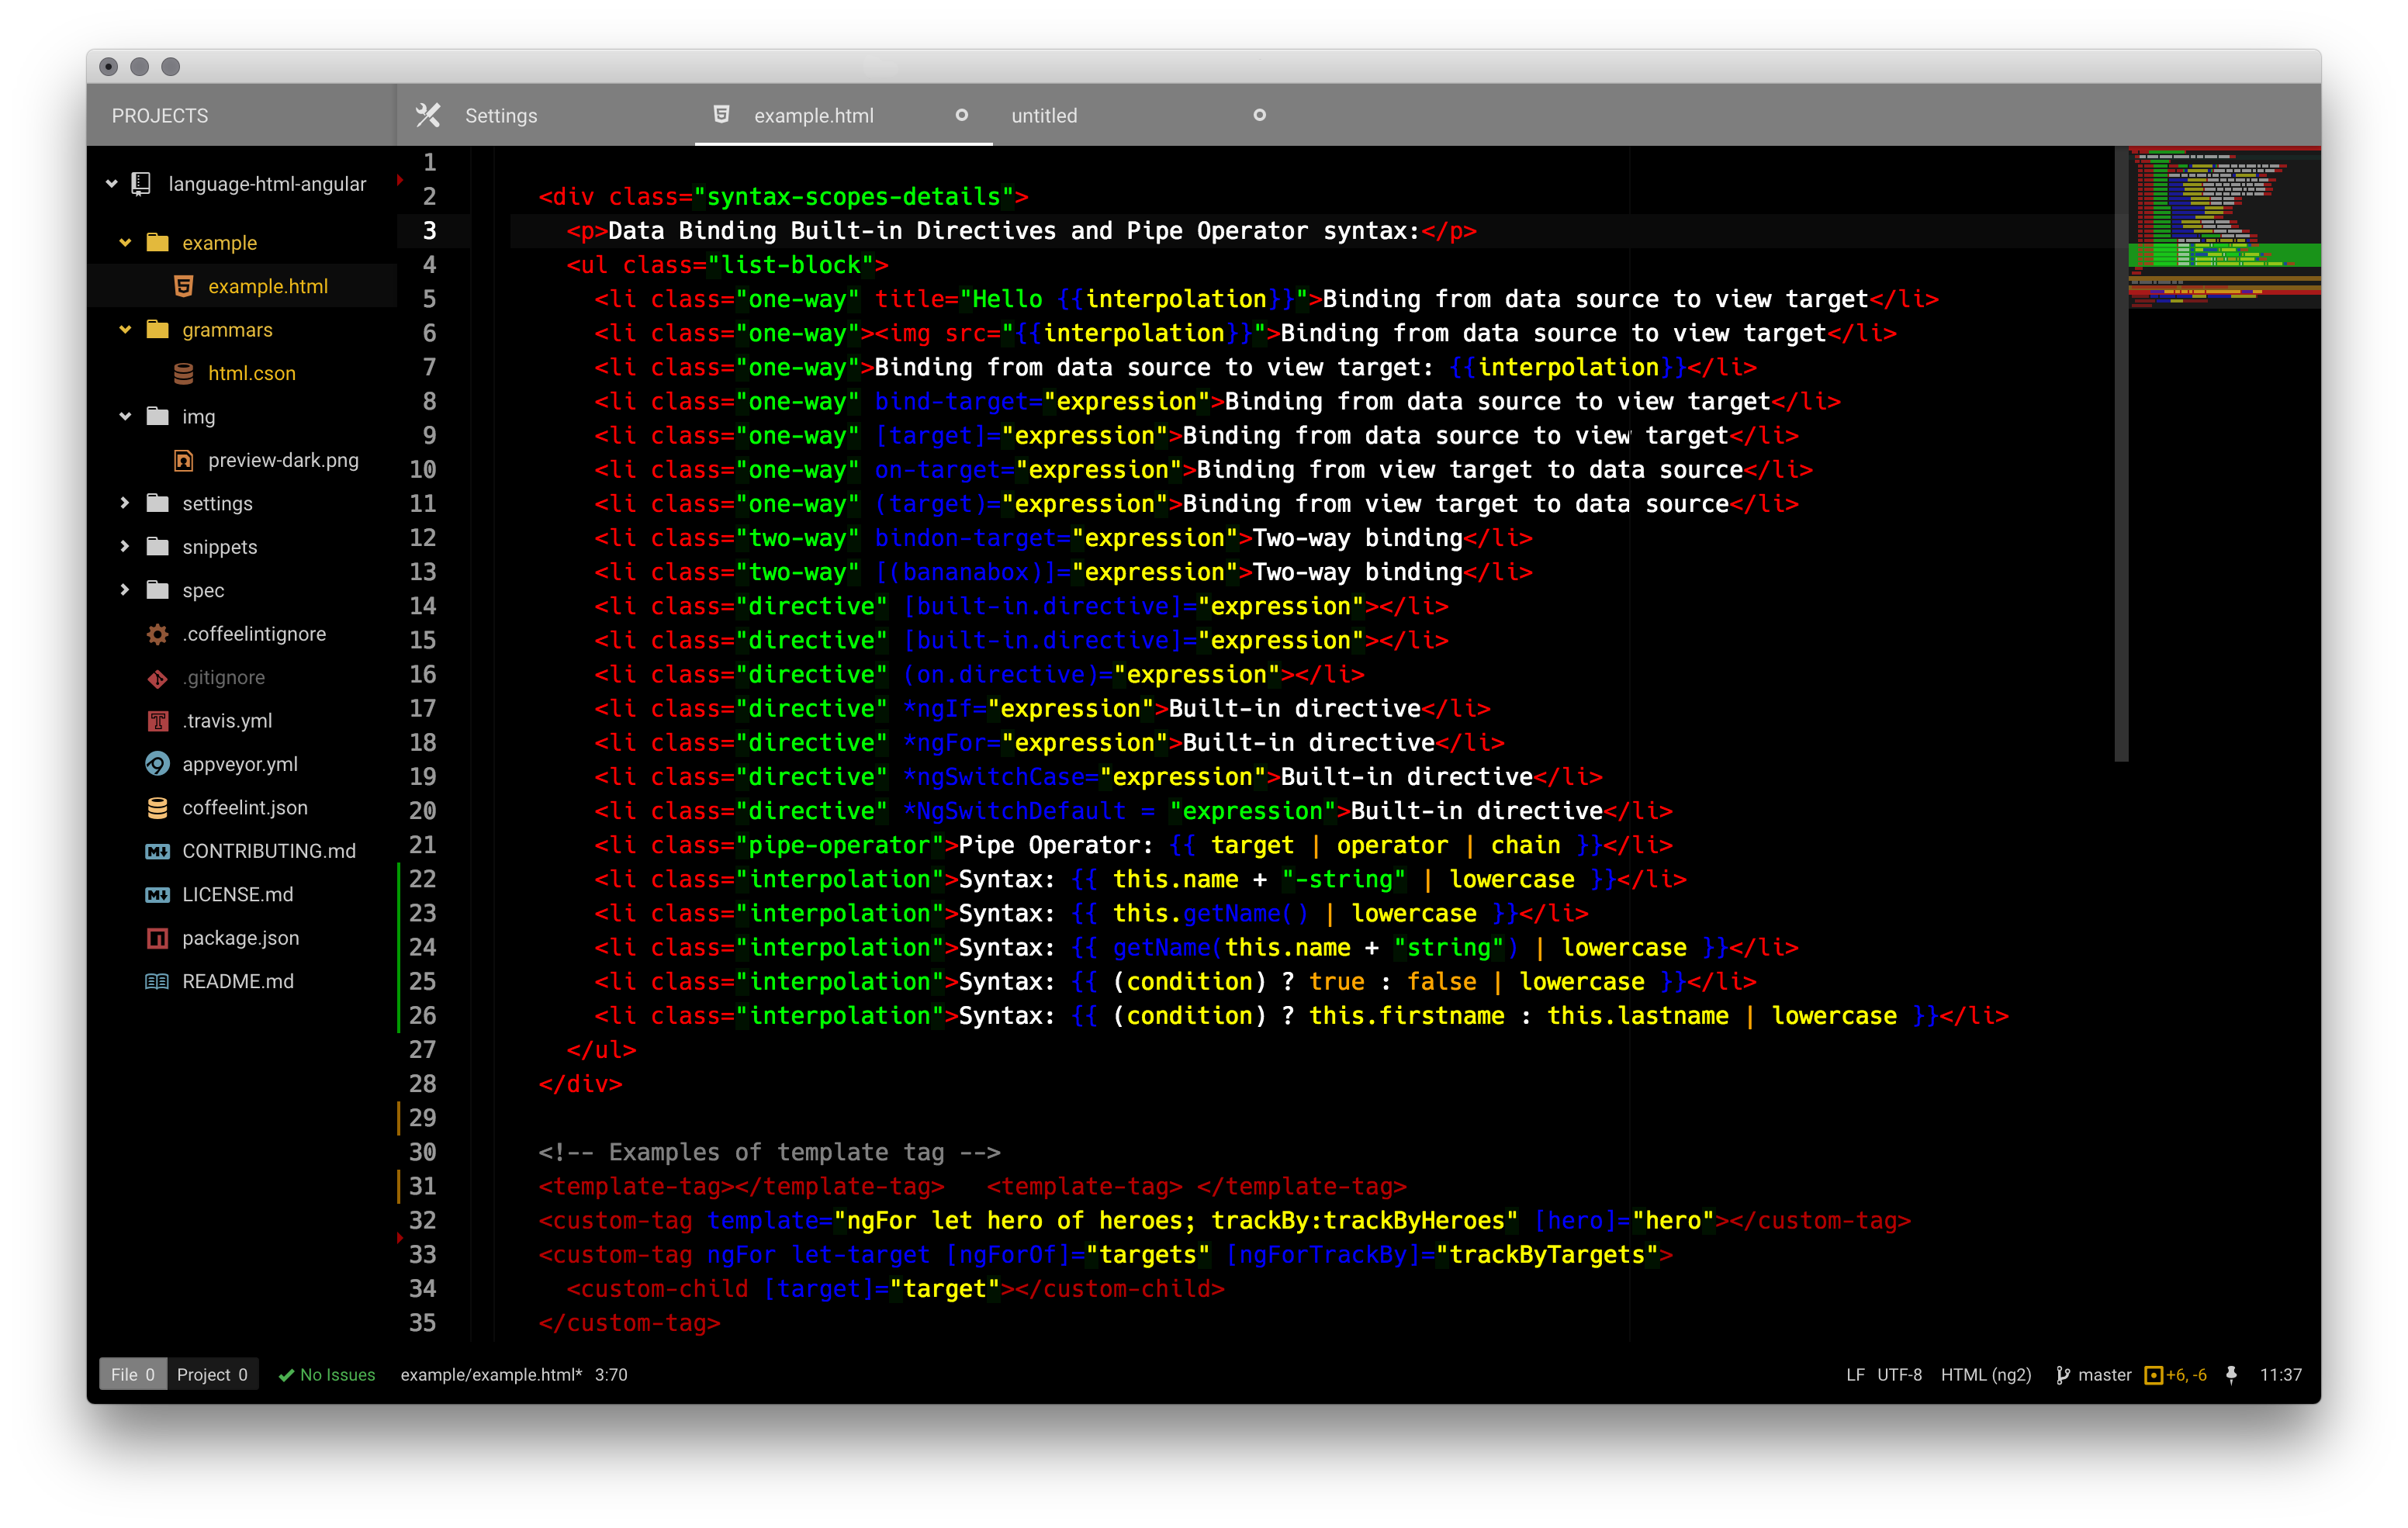 PROJECTS
Settings
example.html
untitled
language-html-angular
example
example.html
grammars
html.cson
img
preview-dark.png
settings
snippets
spec
.coffeelintignore
.gitignore
.travis.yml
appveyor.yml
coffeelint.json
CONTRIBUTING.md
LICENSE.md
package.json
README.md
1
2 <div class="syntax-scopes-details">
3 <p>Data Binding Built-in Directives and Pipe Operator syntax:</p>
4 <ul class="list-block">
5 <li class="one-way" title="Hello {{interpolation}}">Binding from data source to view target</li>
6 <li class="one-way"><img src="{{interpolation}}">Binding from data source to view target</li>
7 <li class="one-way">Binding from data source to view target: {{interpolation}}</li>
8 <li class="one-way" bind-target="expression">Binding from data source to view target</li>
9 <li class="one-way" [target]="expression">Binding from data source to view target</li>
10 <li class="one-way" on-target="expression">Binding from view target to data source</li>
11 <li class="one-way" (target)="expression">Binding from view target to data source</li>
12 <li class="two-way" bindon-target="expression">Two-way binding</li>
13 <li class="two-way" [(bananabox)]="expression">Two-way binding</li>
14 <li class="directive" [built-in.directive]="expression"></li>
15 <li class="directive" [built-in.directive]="expression"></li>
16 <li class="directive" (on.directive)="expression"></li>
17 <li class="directive" *ngIf="expression">Built-in directive</li>
18 <li class="directive" *ngFor="expression">Built-in directive</li>
19 <li class="directive" *ngSwitchCase="expression">Built-in directive</li>
20 <li class="directive" *NgSwitchDefault = "expression">Built-in directive</li>
21 <li class="pipe-operator">Pipe Operator: {{ target | operator | chain }}</li>
22 <li class="interpolation">Syntax: {{ this.name + "-string" | lowercase }}</li>
23 <li class="interpolation">Syntax: {{ this.getName() | lowercase }}</li>
24 <li class="interpolation">Syntax: {{ getName(this.name + "string") | lowercase }}</li>
25 <li class="interpolation">Syntax: {{ (condition) ? true : false | lowercase }}</li>
26 <li class="interpolation">Syntax: {{ (condition) ? this.firstname : this.lastname | lowercase }}</li>
27 </ul>
28 </div>
29
30 <!-- Examples of template tag -->
31 <template-tag></template-tag>   <template-tag> </template-tag>
32 <custom-tag template="ngFor let hero of heroes; trackBy:trackByHeroes" [hero]="hero"></custom-tag>
33 <custom-tag ngFor let-target [ngForOf]="targets" [ngForTrackBy]="trackByTargets">
34 <custom-child [target]="target"></custom-child>
35 </custom-tag>
File 0 Project 0 No Issues example/example.html* 3:70 LF UTF-8 HTML (ng2) master +6, -6 11:37